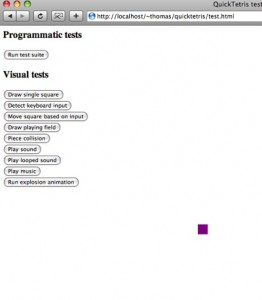 QuickTetris test
http://localhost/~thomas/quicktetris/test.html
Programmatic tests
Run test suite
Visual tests
Draw single square
Detect keyboard input
Move square based on input
Draw playing field
Piece collision
Play sound
Play looped sound
Play music
Run explosion animation